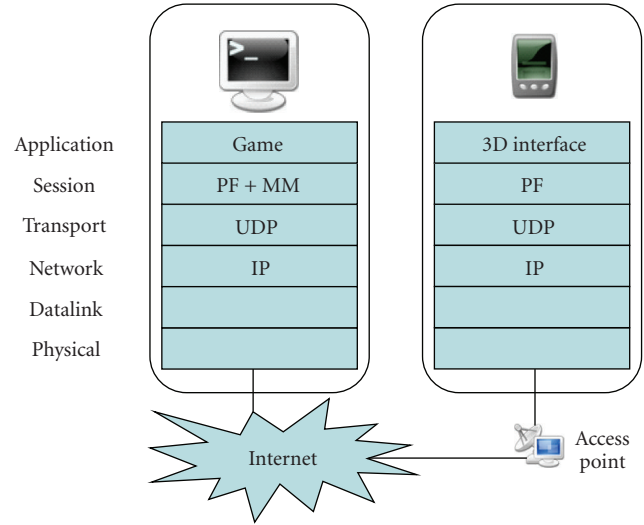 >_
Application Game 3D interface
Session PF + MM PF
Transport UDP UDP
Network IP IP
Datalink
Physical
Internet
Access
point